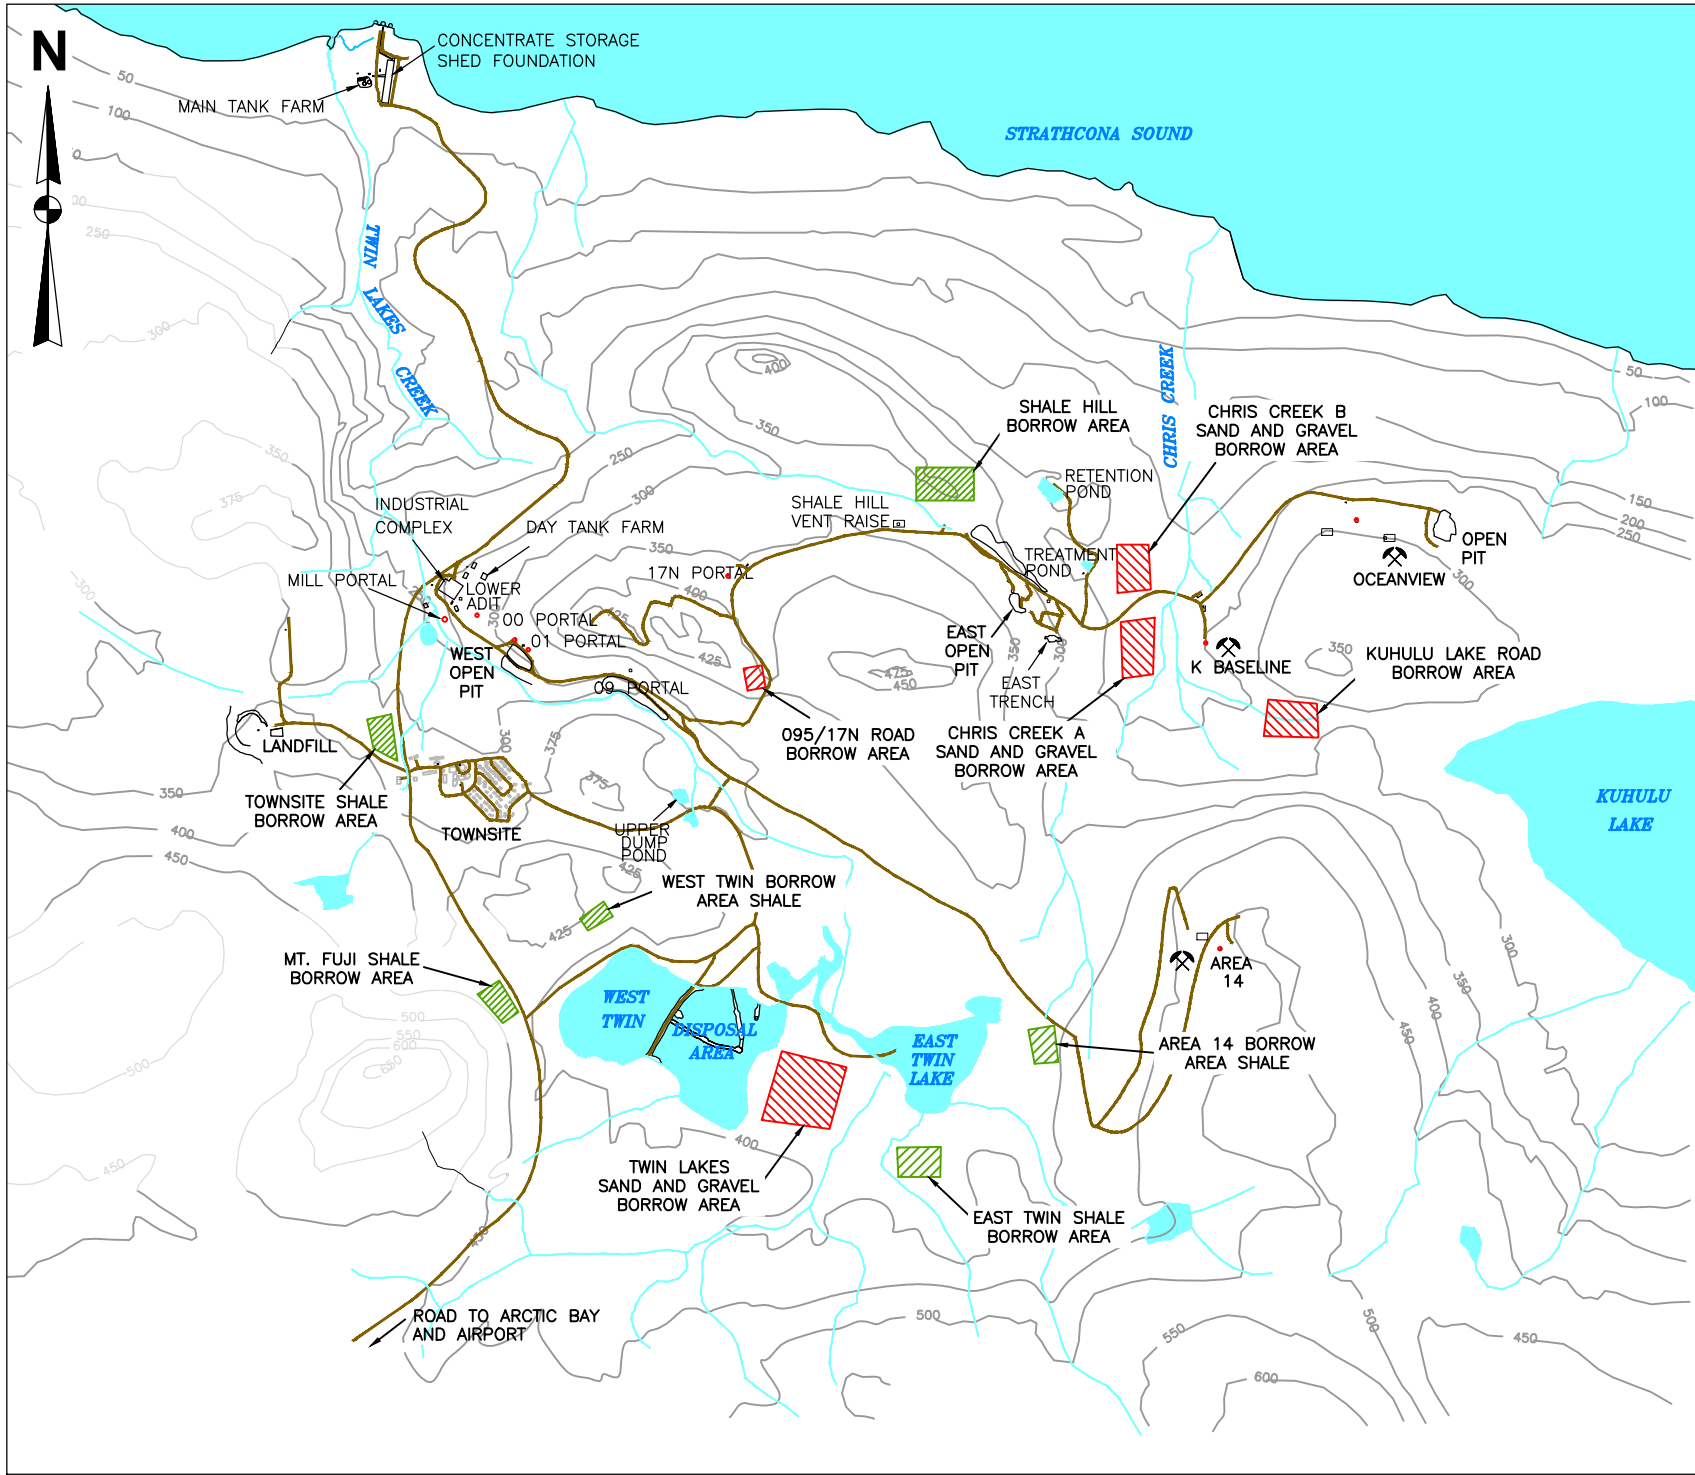 N
CONCENTRATE STORAGE
SHED FOUNDATION
MAIN TANK FARM
STRATHCONA SOUND
TWIN
LAKES
CREEK
CHRIS CREEK
SHALE HILL
BORROW AREA
CHRIS CREEK B
SAND AND GRAVEL
BORROW AREA
RETENTION
POND
INDUSTRIAL
COMPLEX
DAY TANK FARM
SHALE HILL
VENT RAISE
TREATMENT
POND
OPEN
PIT
OCEANVIEW
MILL PORTAL
LOWER
ADIT
17N PORTAL
00 PORTAL
01 PORTAL
WEST
OPEN
PIT
09 PORTAL
EAST
OPEN
PIT
EAST
TRENCH
K BASELINE
KUHULU LAKE ROAD
BORROW AREA
LANDFILL
095/17N ROAD
BORROW AREA
CHRIS CREEK A
SAND AND GRAVEL
BORROW AREA
TOWNSITE SHALE
BORROW AREA
TOWNSITE
UPPER
DUMP
POND
KUHULU
LAKE
WEST TWIN BORROW
AREA SHALE
MT. FUJI SHALE
BORROW AREA
WEST
TWIN
DISPOSAL
AREA
EAST
TWIN
LAKE
AREA
14
AREA 14 BORROW
AREA SHALE
TWIN LAKES
SAND AND GRAVEL
BORROW AREA
EAST TWIN SHALE
BORROW AREA
ROAD TO ARCTIC BAY
AND AIRPORT
50
100
250
300
350
375
300
250
300
350
400
350
400
425
425
475
450
350
300
50
100
150
200
250
300
350
300
375
375
300
350
400
450
425
425
500
550
600
650
500
450
450
400
300
350
400
450
500
550
600
500
450